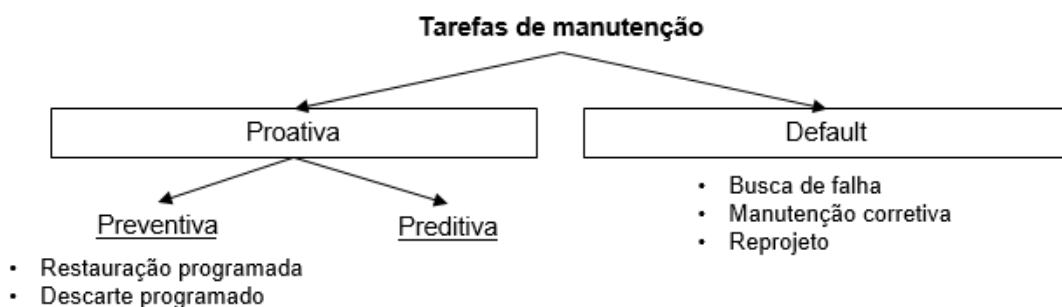 Tarefas de manutenção
Proativa
Default
Preventiva
Preditiva
• Restauração programada
• Descarte programado
• Busca de falha
• Manutenção corretiva
• Reprojeto